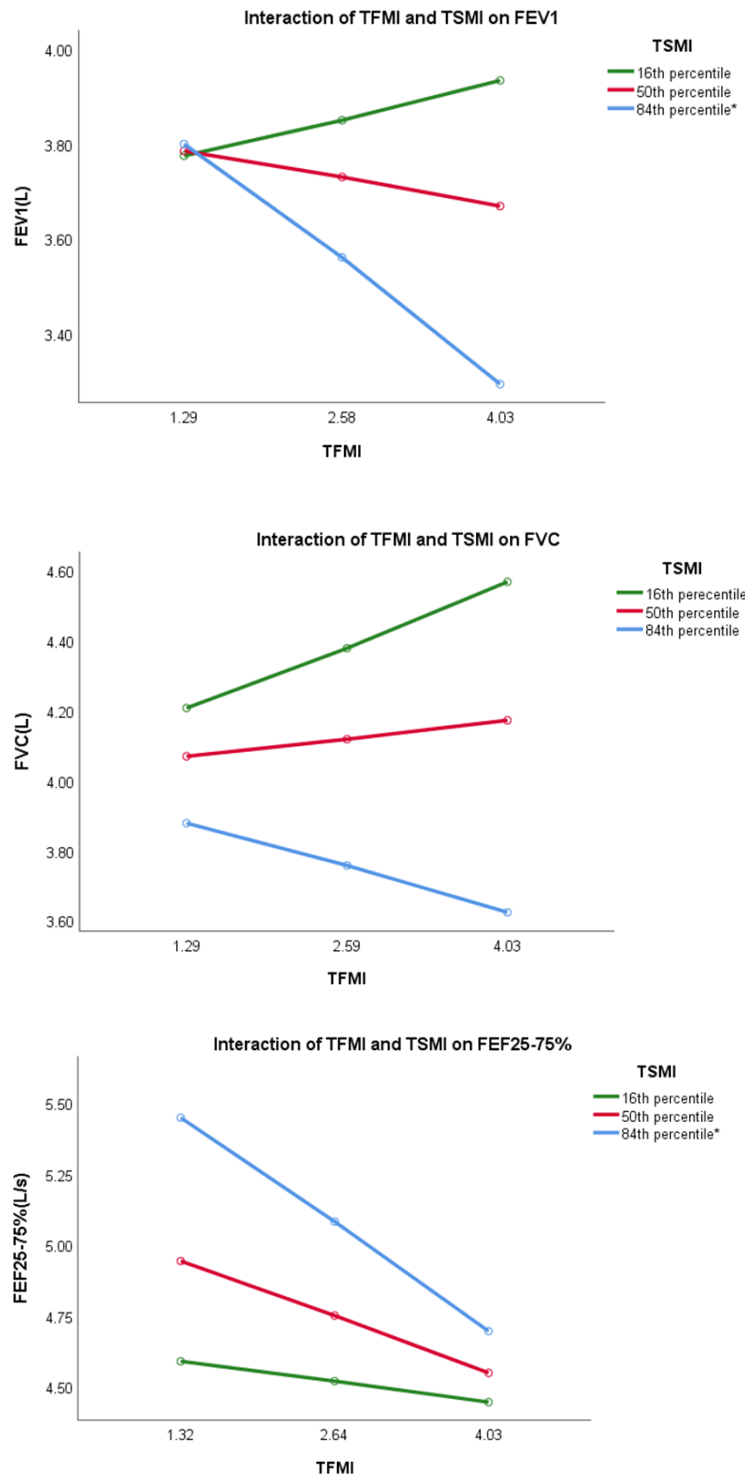 Interaction of TFMI and TSMI on FEV1
TSMI
16th percentile
50th percentile
84th percentile*
4.00
3.80
3.60
3.40
FEV1(L)
1.29 2.58 4.03
TFMI
Interaction of TFMI and TSMI on FVC
TSMI
16th perecentile
50th percentile
84th percentile
4.60
4.40
4.20
4.00
3.80
3.60
FVC(L)
1.29 2.59 4.03
TFMI
Interaction of TFMI and TSMI on FEF25-75%
TSMI
16th percentile
50th percentile
84th percentile*
5.50
5.25
5.00
4.75
4.50
FEF25-75%(L/s)
1.32 2.64 4.03
TFMI